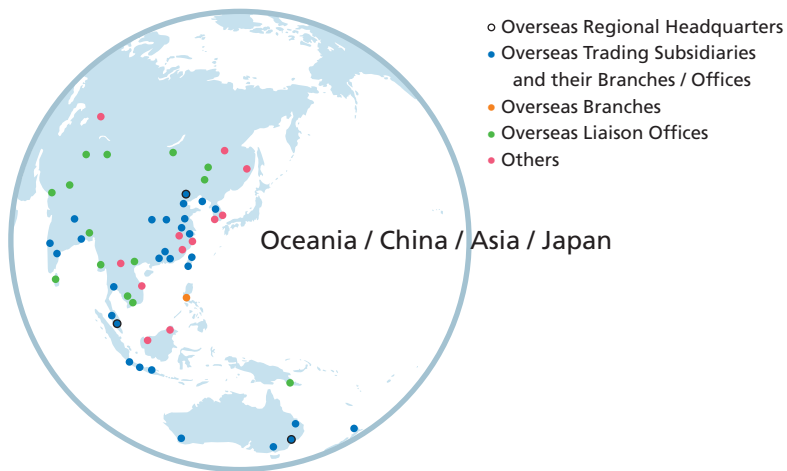 Overseas Regional Headquarters
Overseas Trading Subsidiaries
and their Branches / Offices
Overseas Branches
Overseas Liaison Offices
Others
Oceania / China / Asia / Japan